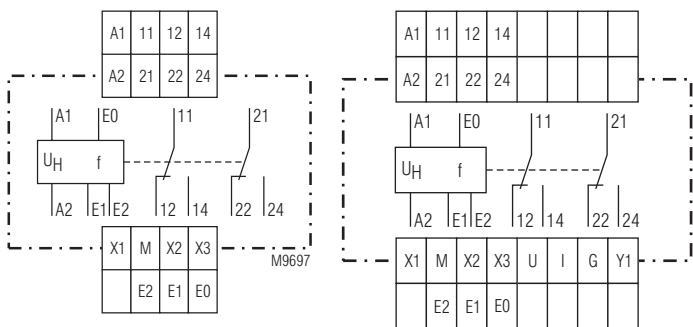 A1 11 12 14
A2 21 22 24
A1 E0 11 21
UH f
A2 E1 E2 12 14 22 24
X1 M X2 X3
M9697
E2 E1 E0
A1 11 12 14
A2 21 22 24
A1 E0 11 21
UH f
A2 E1 E2 12 14 22 24
X1 M X2 X3 U I G Y1
E2 E1 E0